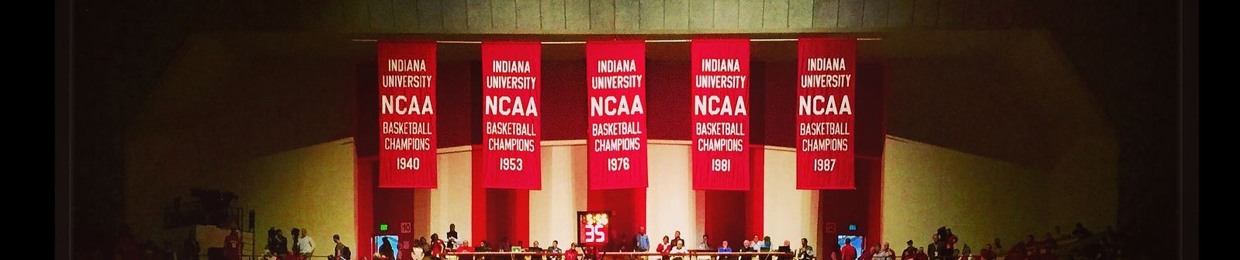 INDIANA
UNIVERSITY
NCAA
BASKETBALL
CHAMPIONS
1940
INDIANA
UNIVERSITY
NCAA
BASKETBALL
CHAMPIONS
1953
INDIANA
UNIVERSITY
NCAA
BASKETBALL
CHAMPIONS
1976
INDIANA
UNIVERSITY
NCAA
BASKETBALL
CHAMPIONS
1981
INDIANA
UNIVERSITY
NCAA
BASKETBALL
CHAMPIONS
1987
35